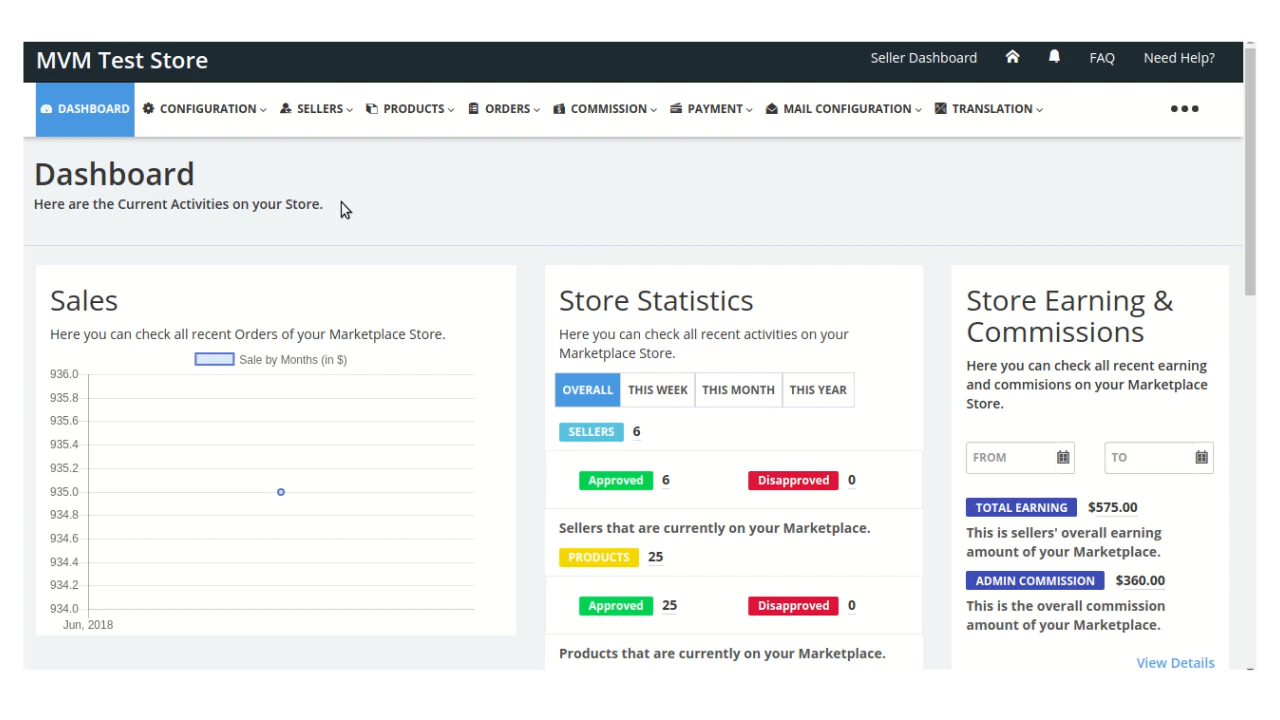 MVM Test Store
Seller Dashboard
FAQ
Need Help?
DASHBOARD
CONFIGURATION
SELLERS
PRODUCTS
ORDERS
COMMISSION
PAYMENT
MAIL CONFIGURATION
TRANSLATION
Dashboard
Here are the Current Activities on your Store.
Sales
Here you can check all recent Orders of your Marketplace Store.
Sale by Months (in $)
936.0
935.8
935.6
935.4
935.2
935.0
934.8
934.6
934.4
934.2
934.0
Jun, 2018
Store Statistics
Here you can check all recent activities on your
Marketplace Store.
OVERALL
THIS WEEK
THIS MONTH
THIS YEAR
SELLERS 6
Approved 6
Disapproved 0
Sellers that are currently on your Marketplace.
PRODUCTS 25
Approved 25
Disapproved 0
Products that are currently on your Marketplace.
Store Earning &
Commissions
Here you can check all recent earning
and commisions on your Marketplace
Store.
FROM
TO
TOTAL EARNING $575.00
This is sellers' overall earning
amount of your Marketplace.
ADMIN COMMISSION $360.00
This is the overall commission
amount of your Marketplace.
View Details